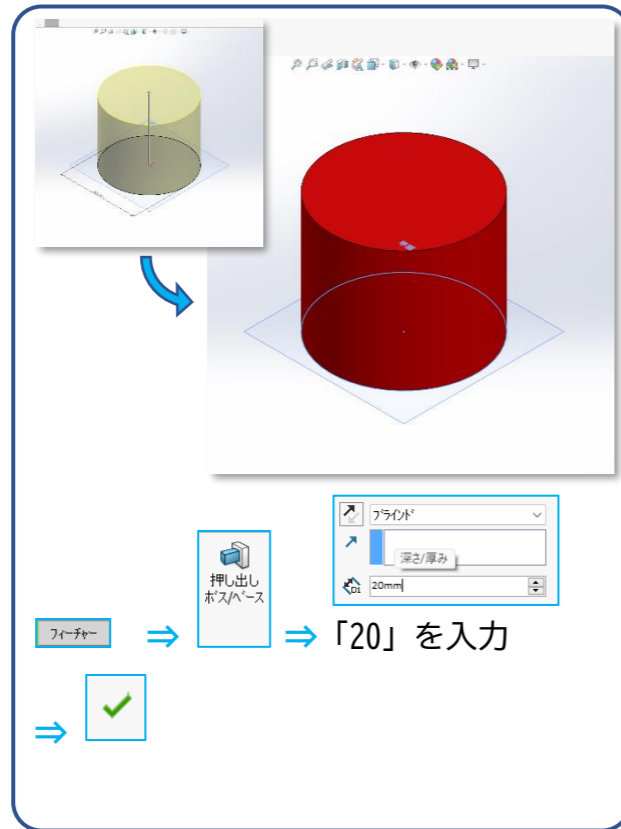 ブラインド
深さ/厚み
D1 20mm
押し出し
ボス/ベース
フィーチャー ⇒ ⇒ 「20」を入力
⇒